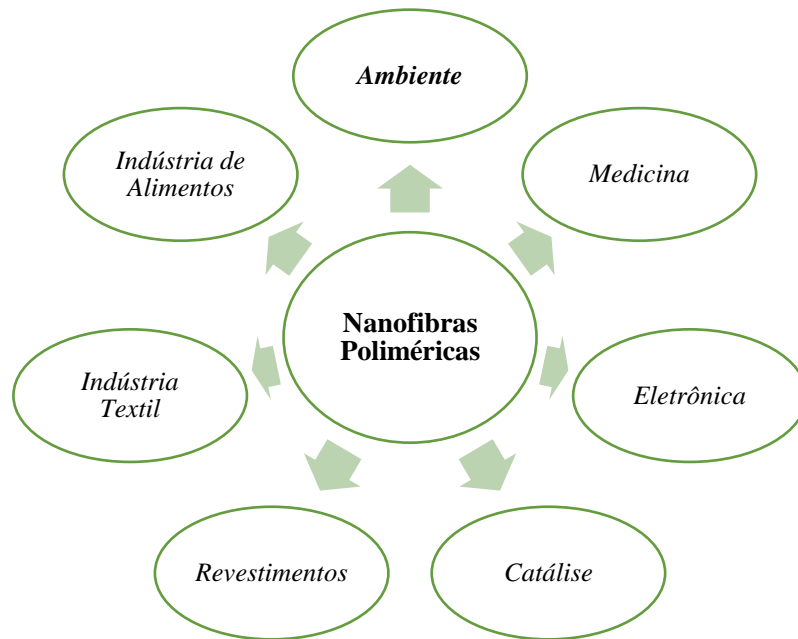 Ambiente
Indústria de
Alimentos
Medicina
Nanofibras
Poliméricas
Indústria
Textil
Eletrônica
Revestimentos
Catálise